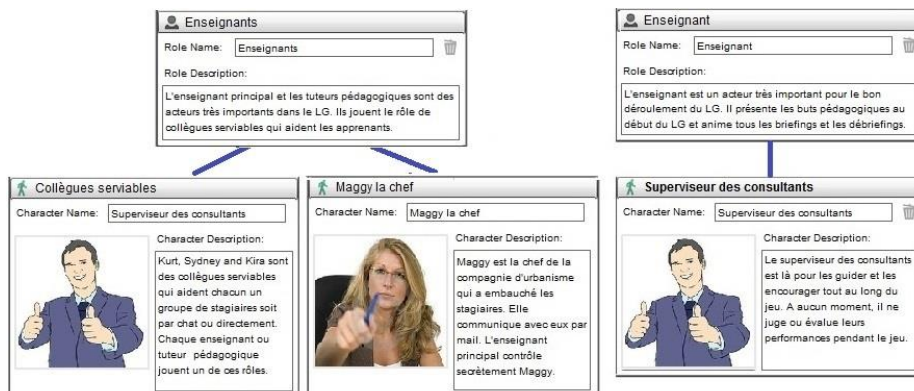 Enseignants
Role Name: Enseignants
Role Description:
L'enseignant principal et les tuteurs pédagogiques sont des
acteurs très importants dans le LG. Ils jouent le rôle de
collègues serviables qui aident les apprenants.
Enseignant
Role Name: Enseignant
Role Description:
L'enseignant est un acteur très important pour le bon
déroulement du LG. Il présente les buts pédagogiques au
début du LG et anime tous les briefings et les débriefings.
Collègues serviables
Character Name: Superviseur des consultants
Character Description:
Kurt, Sydney and Kira sont
des collègues serviables
qui aident chacun un
groupe de stagiaires soit
par chat ou directement.
Chaque enseignant ou
tuteur pédagogique
jouent un de ces rôles.
Maggy la chef
Character Name: Maggy la chef
Character Description:
Maggy est la chef de la
compagnie d'urbanisme
qui a embauché les
stagiaires. Elle
communique avec eux par
mail. L'enseignant
principal contrôle
secrètement Maggy.
Superviseur des consultants
Character Name: Superviseur des consultants
Character Description:
Le superviseur des consultants
est là pour les guider et les
encourager tout au long du
jeu. A aucun moment, il ne
juge ou évalue leurs
performances pendant le jeu.